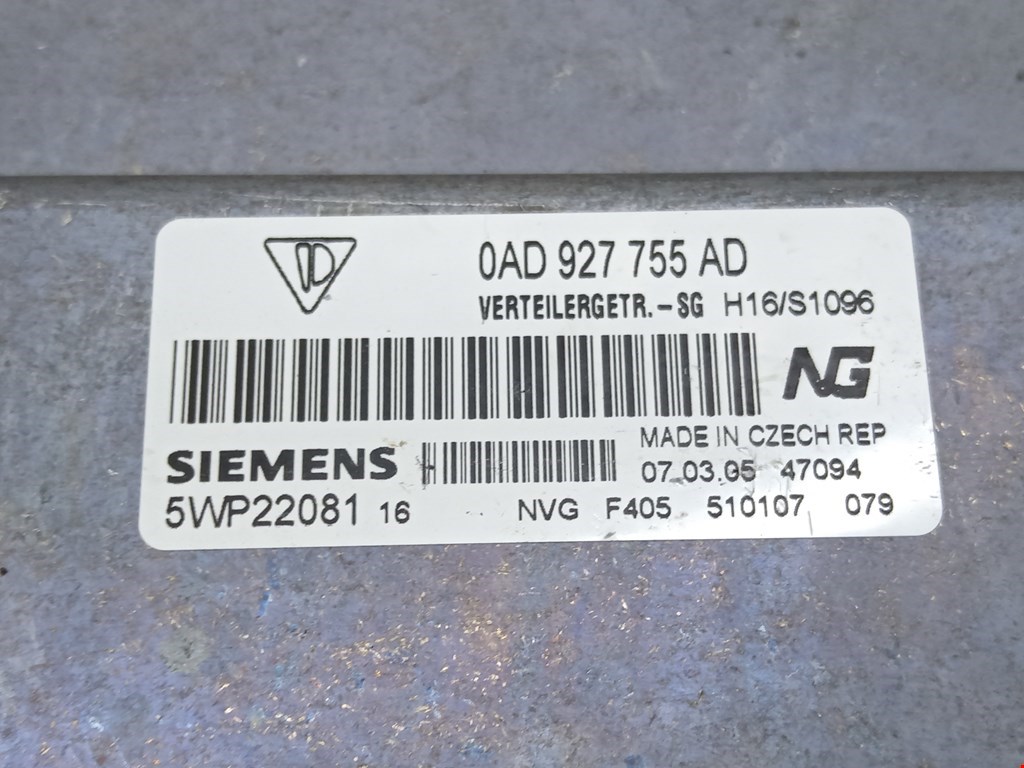 0AD 927 755 AD
VERTEILERGETR.-SG H16/S1096
NG
MADE IN CZECH REP
SIEMENS 07.03.05 47094
5WP22081 16 NVG F405 510107 079